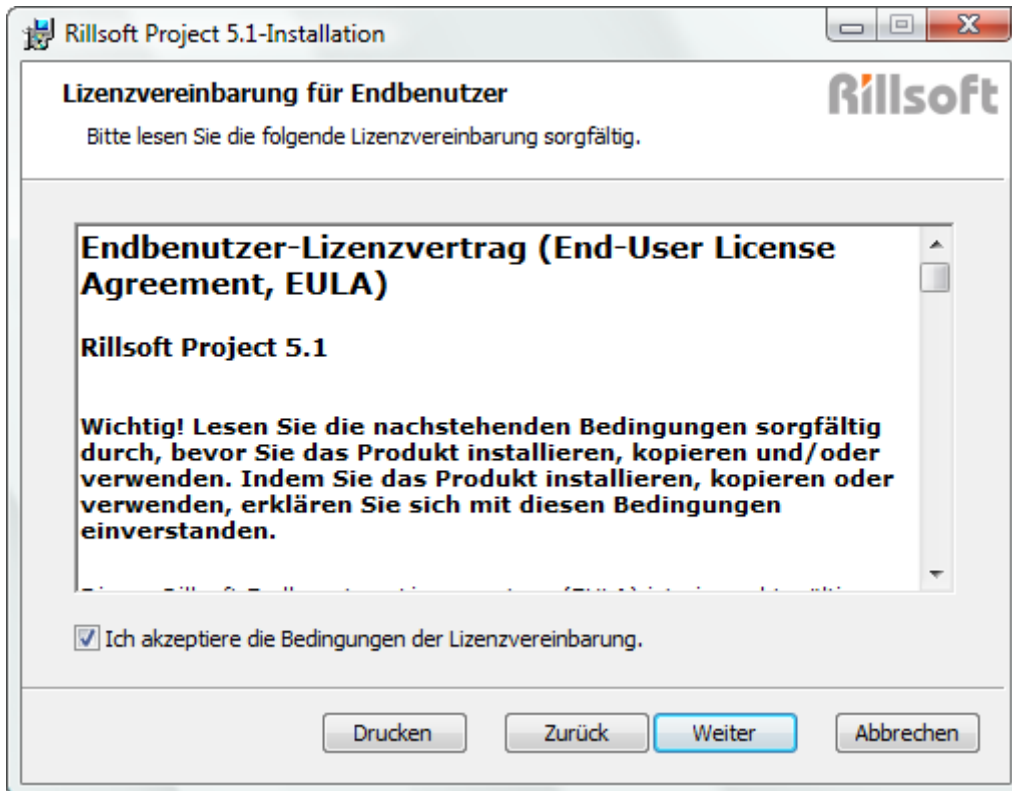 Rillsoft Project 5.1-Installation
Lizenzvereinbarung für Endbenutzer
Rillsoft
Bitte lesen Sie die folgende Lizenzvereinbarung sorgfältig.
Endbenutzer-Lizenzvertrag (End-User License
Agreement, EULA)
Rillsoft Project 5.1
Wichtig! Lesen Sie die nachstehenden Bedingungen sorgfältig
durch, bevor Sie das Produkt installieren, kopieren und/oder
verwenden. Indem Sie das Produkt installieren, kopieren oder
verwenden, erklären Sie sich mit diesen Bedingungen
einverstanden.
Ich akzeptiere die Bedingungen der Lizenzvereinbarung.
Drucken Zurück Weiter Abbrechen